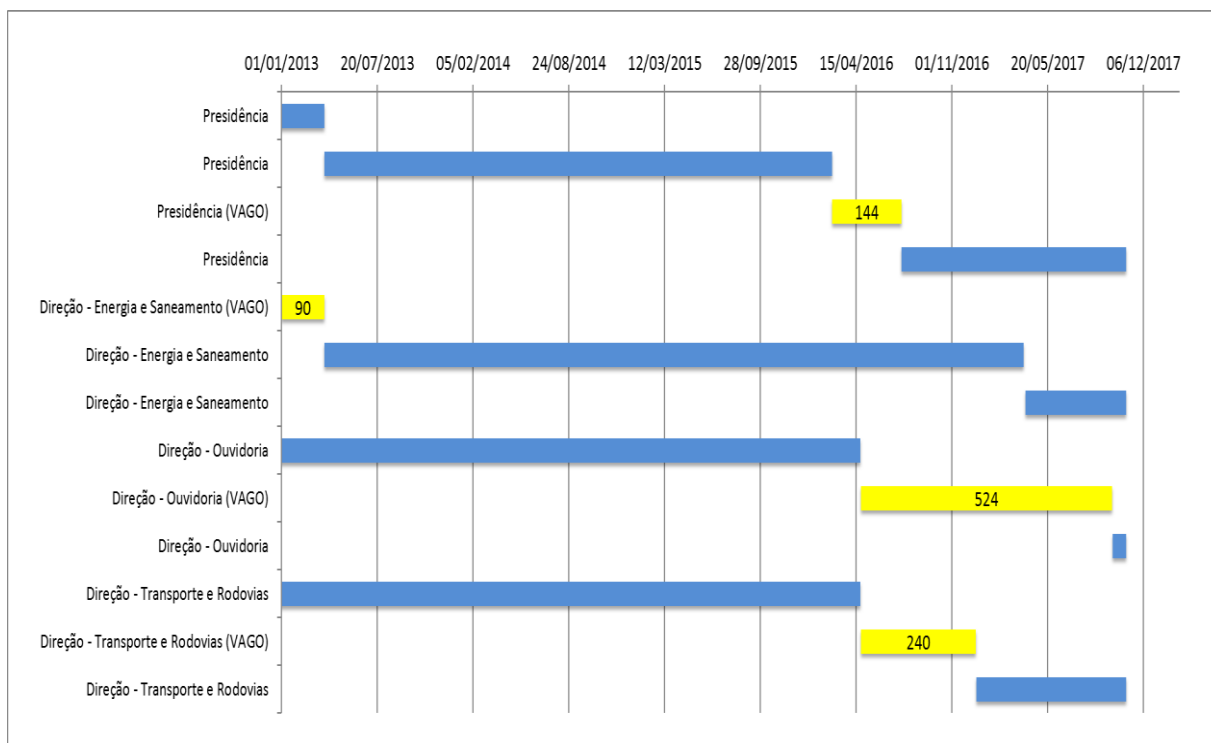 01/01/2013 20/07/2013 05/02/2014 24/08/2014 12/03/2015 28/09/2015 15/04/2016 01/11/2016 20/05/2017 06/12/2017
Presidência
Presidência
Presidência (VAGO) 144
Presidência
Direção - Energia e Saneamento (VAGO) 90
Direção - Energia e Saneamento
Direção - Energia e Saneamento
Direção - Ouvidoria
Direção - Ouvidoria (VAGO) 524
Direção - Ouvidoria
Direção - Transporte e Rodovias
Direção - Transporte e Rodovias (VAGO) 240
Direção - Transporte e Rodovias